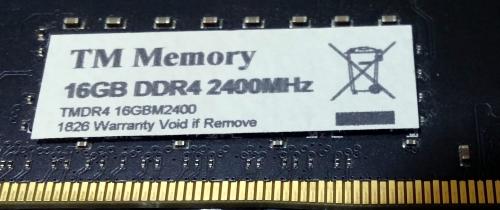 TM Memory
16GB DDR4 2400MHz
TMDR4 16GBM2400
1826 Warranty Void if Remove